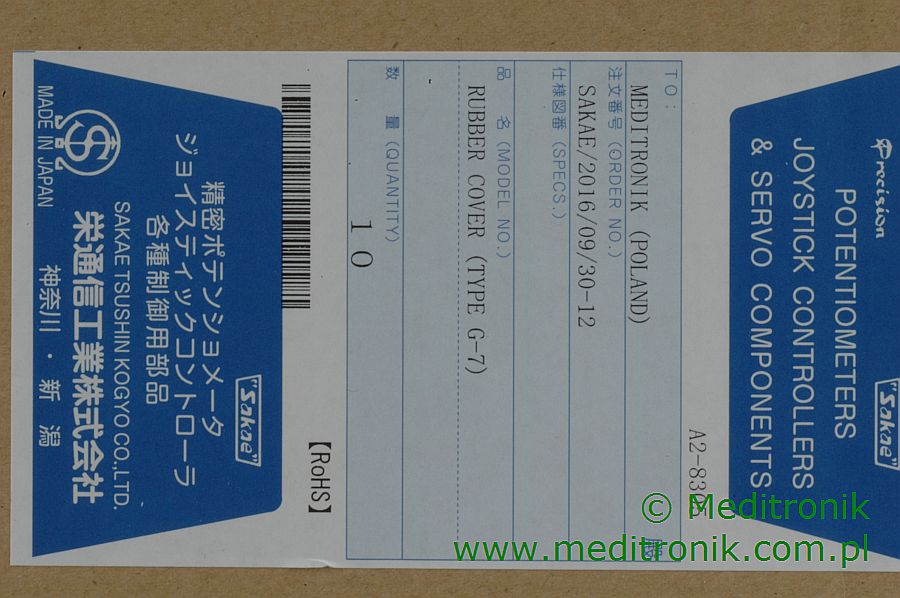 Precision
POTENTIOMETERS
JOYSTICK CONTROLLERS
& SERVO COMPONENTS
"Sakae"
TO:
MEDITRONIK (POLAND)
殿
注文番号 (ORDER NO.)
SAKAE/2016/09/30-12
仕様図番 (SPECS.)
品 名 (MODEL NO.)
RUBBER COVER (TYPE G-7)
数 量 (QUANTITY)
10
【RoHS】
"Sakae"
精密ポテンショメータ
ジョイスティックコントローラ
各種制御用部品
SAKAE TSUSHIN KOGYO CO.,LTD.
栄通信工業株式会社
神奈川・新潟
MADE IN JAPAN
© Meditronik
www.meditronik.com.pl